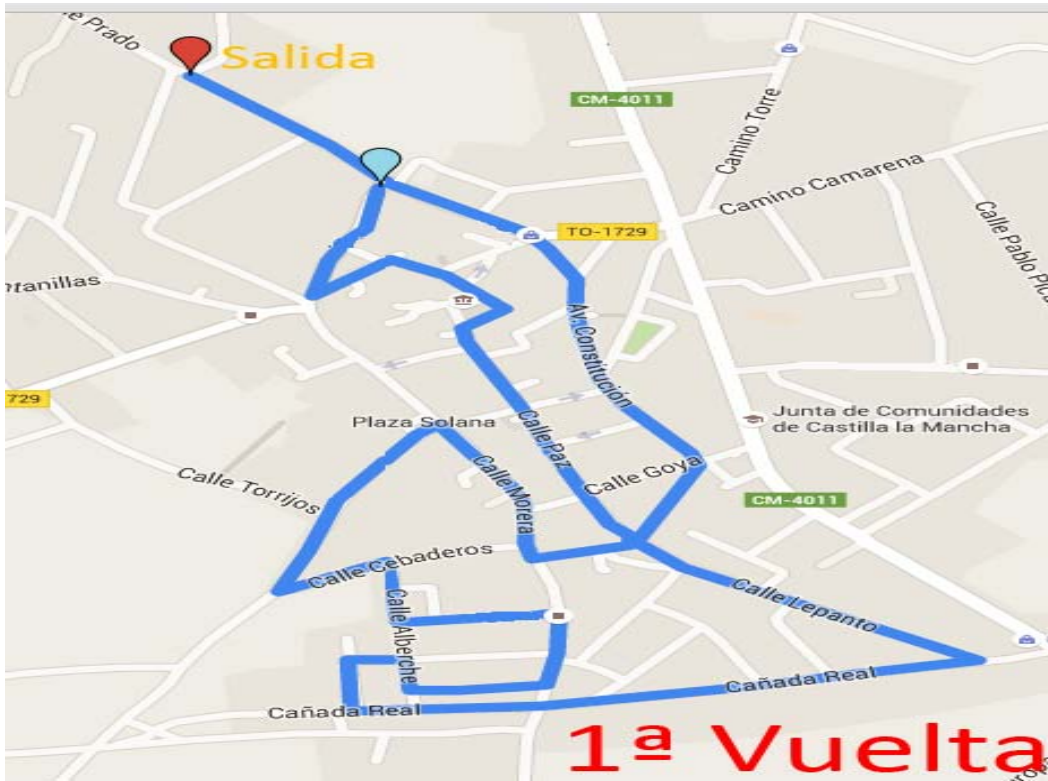 Prado
Salida
CM-4011
Camino Torre
Camino Camarena
Calle Pablo
TO-1729
Av. Constitución
729
Plaza Solana
Junta de Comunidades
de Castilla la Mancha
Calle Paz
Calle Torrijos
Calle Morera
Calle Goya
CM-4011
Calle Cebaderos
Calle Alberche
Calle Lepanto
Cañada Real
Cañada Real
1ª Vuelta